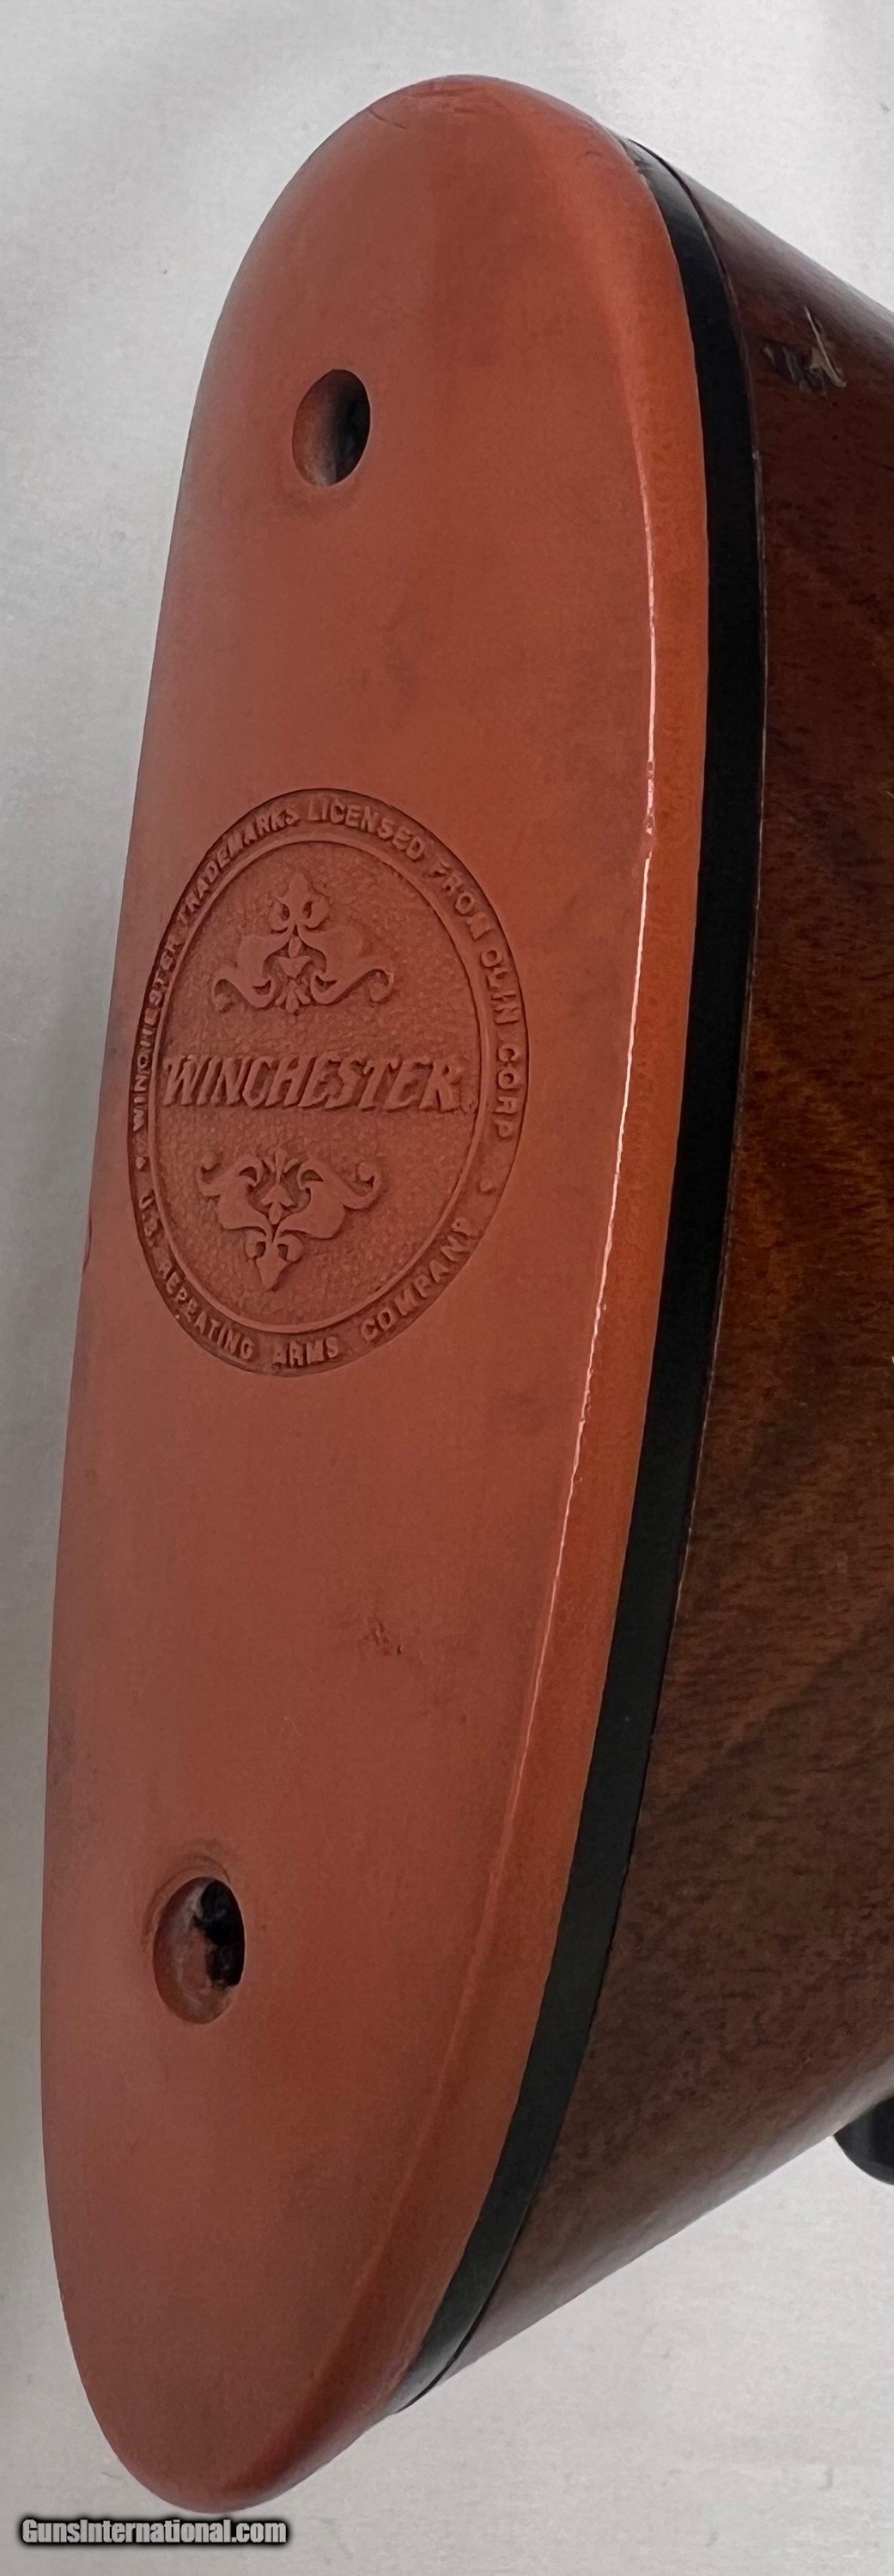 WINCHESTER TRADEMARKS LICENSED FROM OLIN CORP
WINCHESTER
U.S. REPEATING ARMS COMPANY
GunsInternational.com